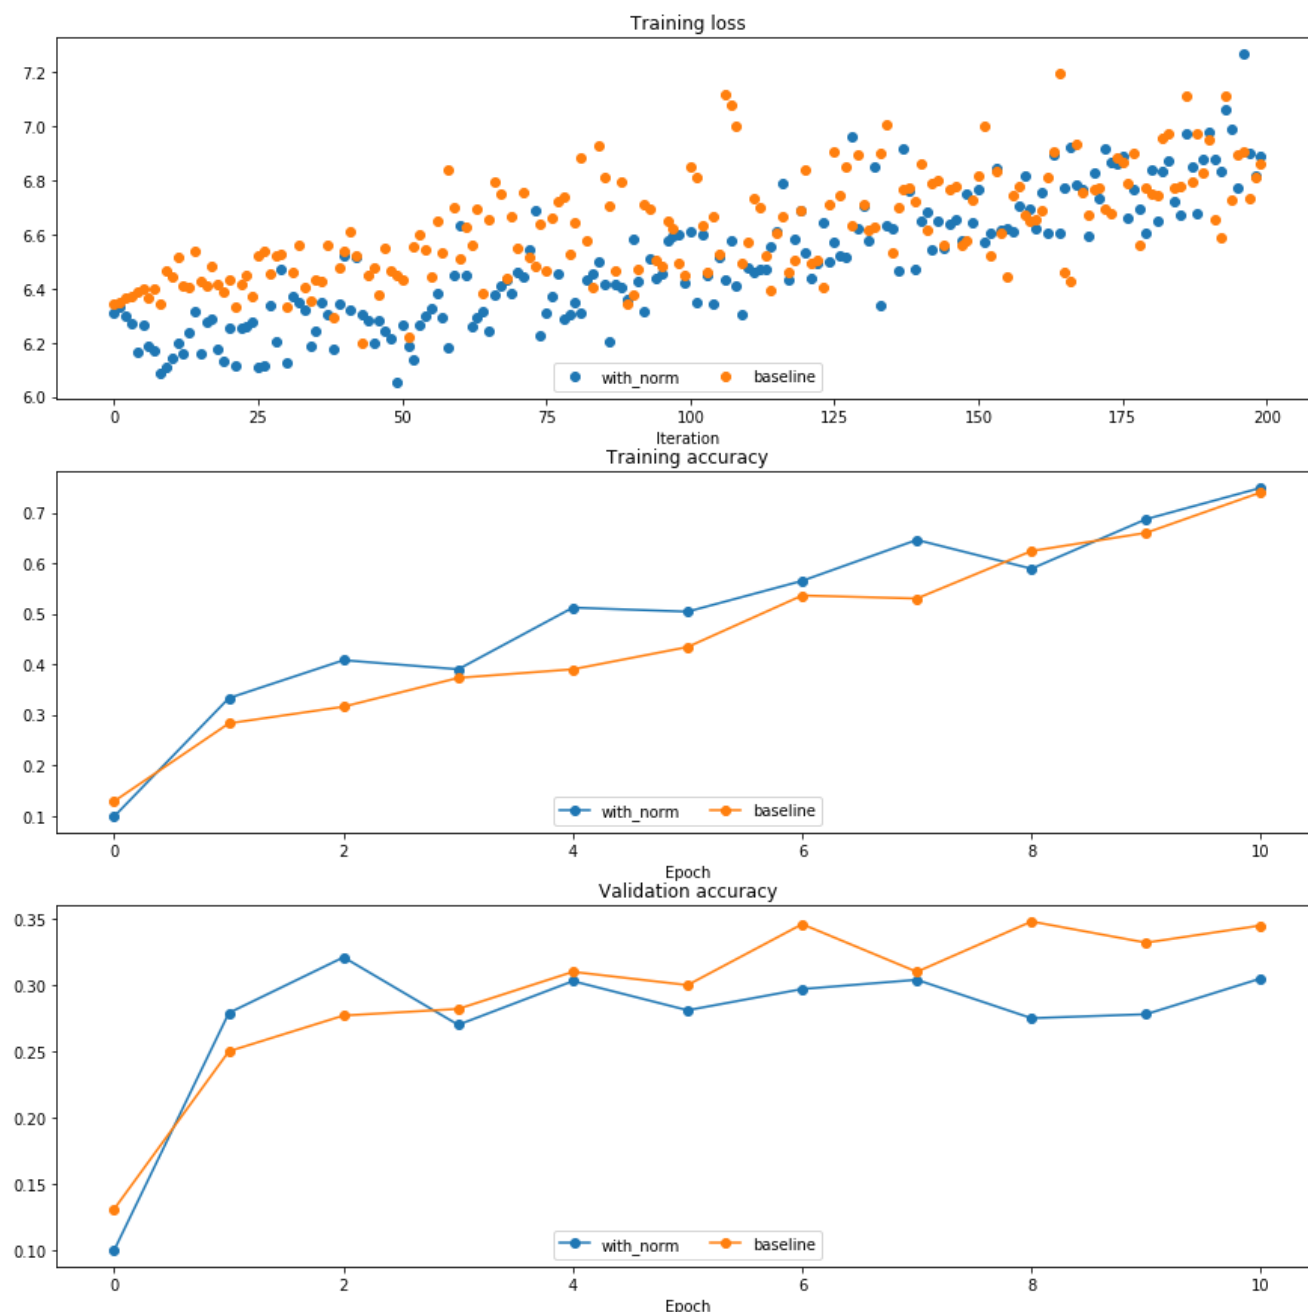 Training loss
7.2
7.0
6.8
6.6
6.4
6.2
6.0
with_norm baseline
0 25 50 75 100 125 150 175 200
Iteration
Training accuracy
0.7
0.6
0.5
0.4
0.3
0.2
0.1
with_norm baseline
0 2 4 6 8 10
Epoch
Validation accuracy
0.35
0.30
0.25
0.20
0.15
0.10
with_norm baseline
0 2 4 6 8 10
Epoch